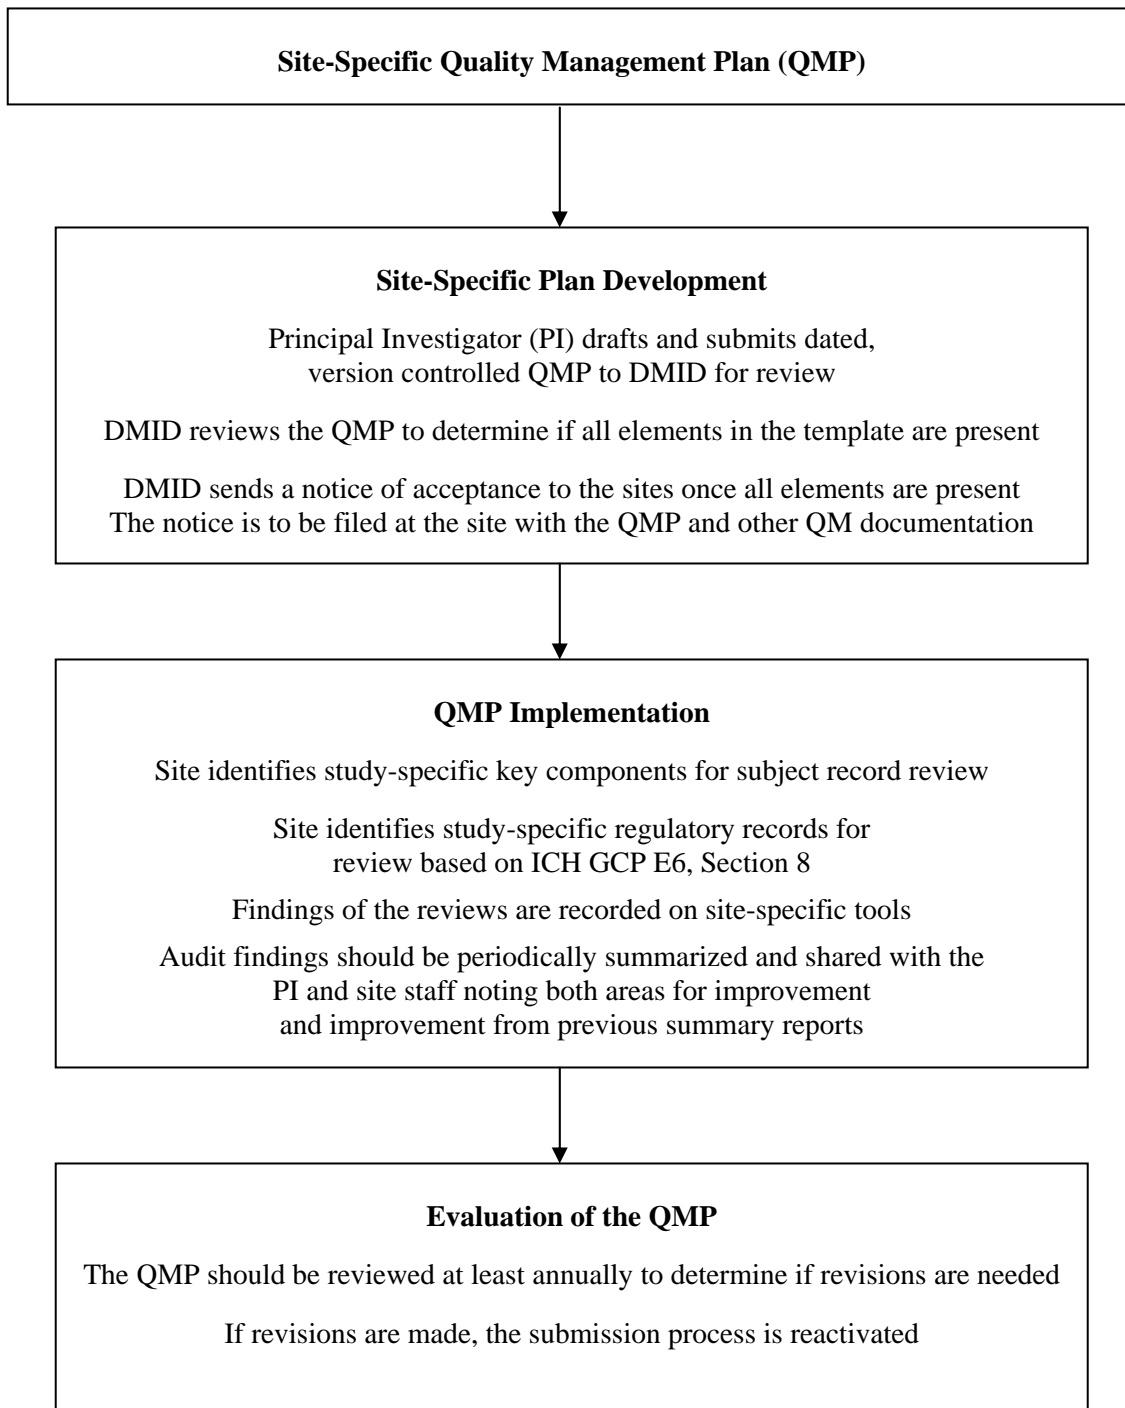 Site-Specific Quality Management Plan (QMP)
Site-Specific Plan Development
Principal Investigator (PI) drafts and submits dated,
version controlled QMP to DMID for review
DMID reviews the QMP to determine if all elements in the template are present
DMID sends a notice of acceptance to the sites once all elements are present
The notice is to be filed at the site with the QMP and other QM documentation
QMP Implementation
Site identifies study-specific key components for subject record review
Site identifies study-specific regulatory records for
review based on ICH GCP E6, Section 8
Findings of the reviews are recorded on site-specific tools
Audit findings should be periodically summarized and shared with the
PI and site staff noting both areas for improvement
and improvement from previous summary reports
Evaluation of the QMP
The QMP should be reviewed at least annually to determine if revisions are needed
If revisions are made, the submission process is reactivated